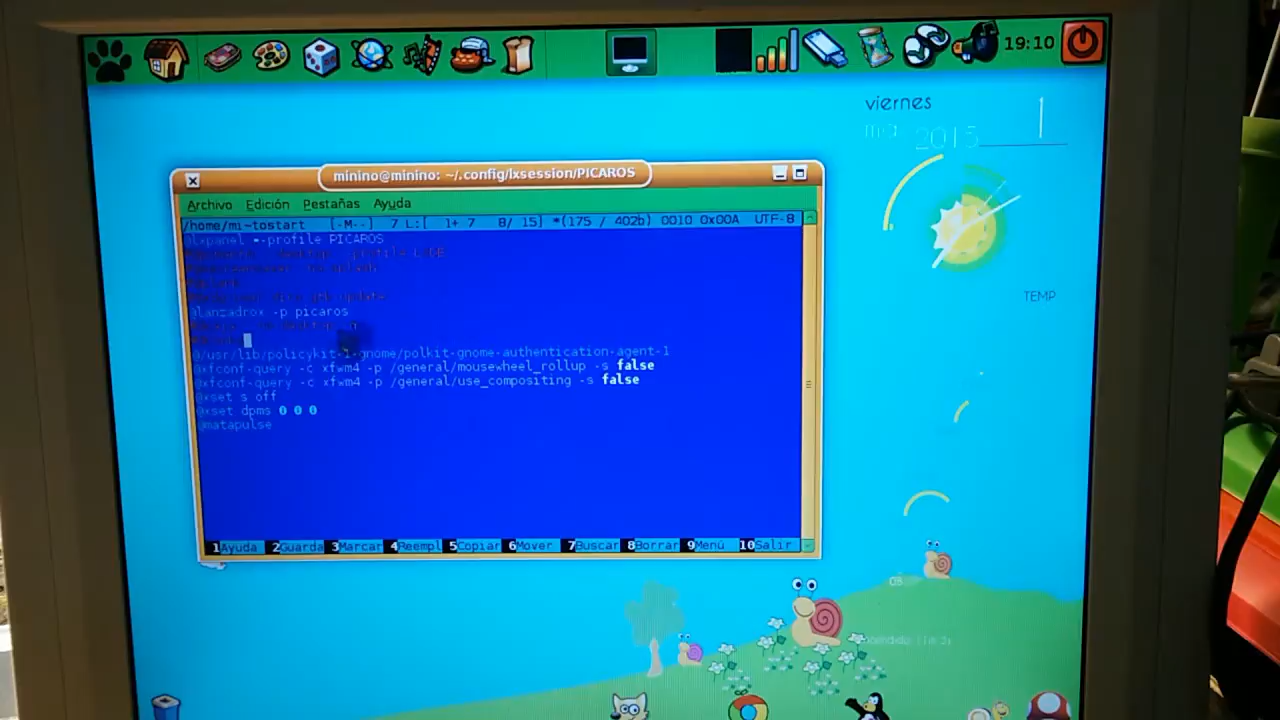 19:10
viernes
2015
1
minino@minino: ~/.config/lxsession/PICAROS
Archivo Edición Pestañas Ayuda
/home/mi~tostart [-M--] 7 L:[ 1+ 7 8/ 15] *(175 / 402b) 0010 0x00A UTF-8
@lxpanel --profile PICAROS
@lanzadrox -p picaros
@/usr/lib/policykit-1-gnome/polkit-gnome-authentication-agent-1
@xfconf-query -c xfwm4 -p /general/mousewheel_rollup -s false
@xfconf-query -c xfwm4 -p /general/use_compositing -s false
@xset s off
@xset dpms 0 0 0
@matapulse
1Ayuda 2Guarda 3Marcar 4Reempl 5Copiar 6Mover 7Buscar 8Borrar 9Menú 10Salir
TEMP